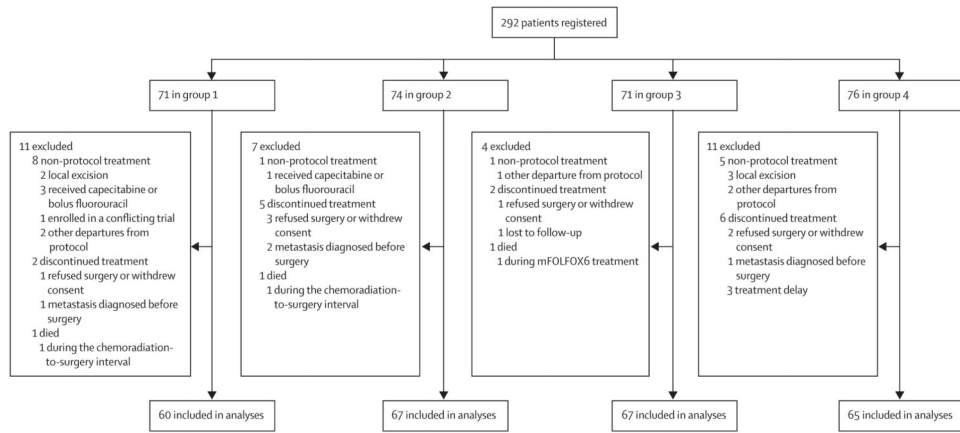 292 patients registered
71 in group 1
74 in group 2
71 in group 3
76 in group 4
11 excluded
8 non-protocol treatment
2 local excision
3 received capecitabine or
bolus fluorouracil
1 enrolled in a conflicting trial
2 other departures from
protocol
2 discontinued treatment
1 refused surgery or withdrew
consent
1 metastasis diagnosed before
surgery
1 died
1 during the chemoradiation-
to-surgery interval
7 excluded
1 non-protocol treatment
1 received capecitabine or
bolus fluorouracil
5 discontinued treatment
3 refused surgery or withdrew
consent
2 metastasis diagnosed before
surgery
1 died
1 during the chemoradiation-
to-surgery interval
4 excluded
1 non-protocol treatment
1 other departure from protocol
2 discontinued treatment
1 refused surgery or withdrew
consent
1 lost to follow-up
1 died
1 during mFOLFOX6 treatment
11 excluded
5 non-protocol treatment
3 local excision
2 other departures from
protocol
6 discontinued treatment
2 refused surgery or withdrew
consent
1 metastasis diagnosed before
surgery
3 treatment delay
60 included in analyses
67 included in analyses
67 included in analyses
65 included in analyses